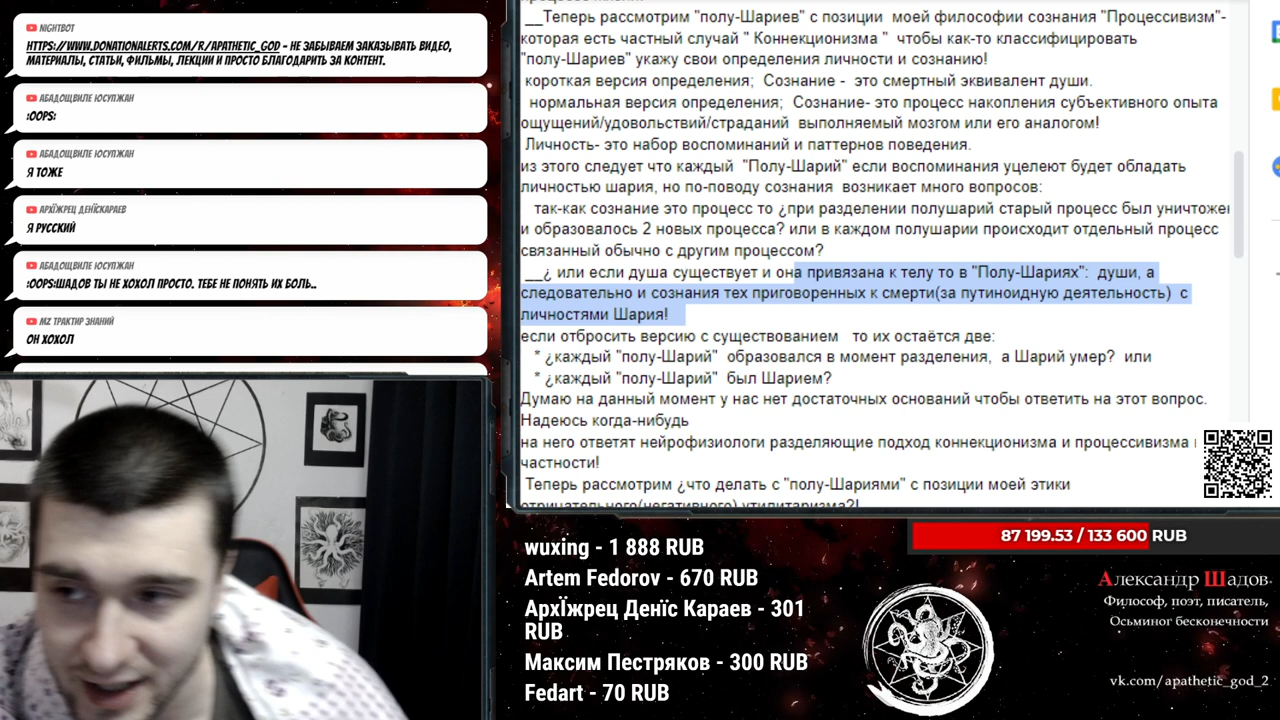 NIGHTBOT
HTTPS://WWW.DONATIONALERTS.COM/R/APATHETIC_GOD - НЕ ЗАБЫВАЕМ ЗАКАЗЫВАТЬ ВИДЕО,
МАТЕРИАЛЫ, СТАТЬИ, ФИЛЬМЫ, ЛЕКЦИИ И ПРОСТО БЛАГОДАРИТЬ ЗА КОНТЕНТ.
АБАДОЩВИЛЕ ЮСУПЖАН
:OOPS:
АБАДОЩВИЛЕ ЮСУПЖАН
Я ТОЖЕ
АРХЇЖРЕЦ ДЕНЇСКАРАЕВ
Я РУССКИЙ
АБАДОЩВИЛЕ ЮСУПЖАН
:OOPS:ШАДОВ ТЫ НЕ ХОХОЛ ПРОСТО. ТЕБЕ НЕ ПОНЯТЬ ИХ БОЛЬ..
MZ ТРАКТИР ЗНАНИЙ
ОН ХОХОЛ
__Теперь рассмотрим "полу-Шариев" с позиции моей философии сознания "Процессивизм"-
которая есть частный случай " Коннекционизма " чтобы как-то классифицировать
"полу-Шариев" укажу свои определения личности и сознанию!
короткая версия определения; Сознание - это смертный эквивалент души.
нормальная версия определения; Сознание- это процесс накопления субъективного опыта
ощущений/удовольствий/страданий выполняемый мозгом или его аналогом!
Личность- это набор воспоминаний и паттернов поведения.
из этого следует что каждый "Полу-Шарий" если воспоминания уцелеют будет обладать
личностью шария, но по-поводу сознания возникает много вопросов:
так-как сознание это процесс то ¿при разделении полушарий старый процесс был уничтожен
и образовалось 2 новых процесса? или в каждом полушарии происходит отдельный процесс
связанный обычно с другим процессом?
__¿ или если душа существует и она привязана к телу то в "Полу-Шариях": души, а
следовательно и сознания тех приговоренных к смерти(за путиноидную деятельность) с
личностями Шария!
если отбросить версию с существованием то их остаётся две:
* ¿каждый "полу-Шарий" образовался в момент разделения, а Шарий умер? или
* ¿каждый "полу-Шарий" был Шарием?
Думаю на данный момент у нас нет достаточных оснований чтобы ответить на этот вопрос.
Надеюсь когда-нибудь
на него ответят нейрофизиологи разделяющие подход коннекционизма и процессивизма
частности!
Теперь рассмотрим ¿что делать с "полу-Шариями" с позиции моей этики
отрицательного(негативного) утилитаризма?!
87 199.53 / 133 600 RUB
wuxing - 1 888 RUB
Artem Fedorov - 670 RUB
АрхЇжрец Денїс Караев - 301
RUB
Максим Пестряков - 300 RUB
Fedart - 70 RUB
Александр Шадов
Философ, поэт, писатель,
Осьминог бесконечности
vk.com/apathetic_god_2